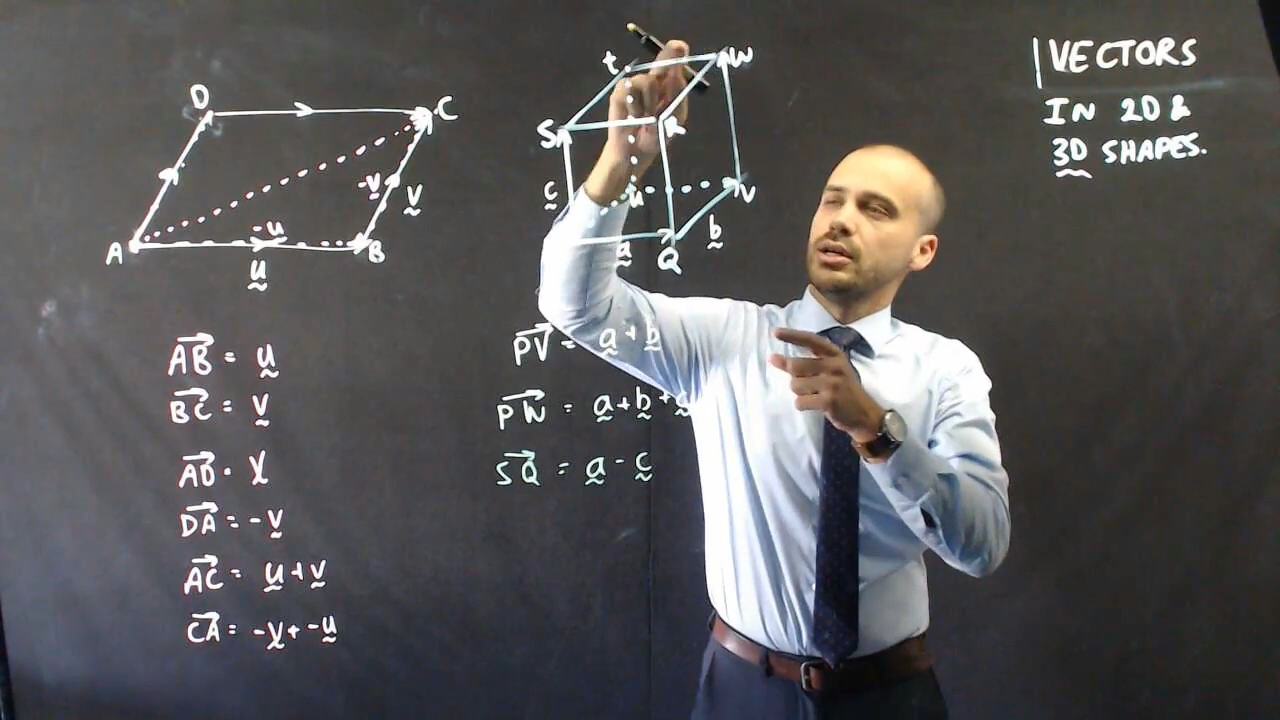 VECTORS
IN 2D &
3D SHAPES.
D
C
A
B
-u
u
-v
v
t
W
S
R
c
u
V
a
Q
b
AB = u
BC = v
AD = v
DA = -v
AC = u+v
CA = -v+-u
PV = a+b
PW = a+b+c
SQ = a-c